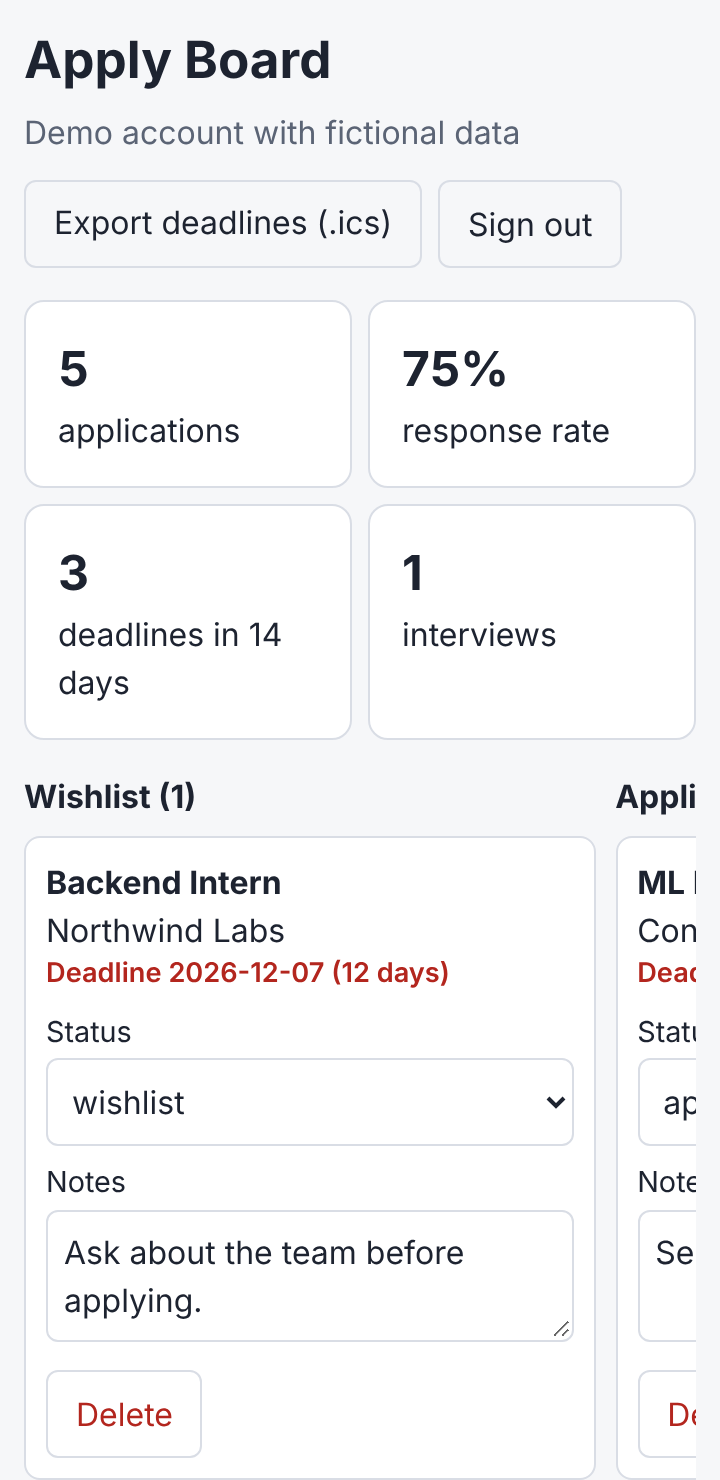 Apply Board
Demo account with fictional data
Export deadlines (.ics)
Sign out
5
applications
75%
response rate
3
deadlines in 14
days
1
interviews
Wishlist (1)
Backend Intern
Northwind Labs
Deadline 2026-12-07 (12 days)
Status
wishlist
Notes
Ask about the team before
applying.
Delete
ML